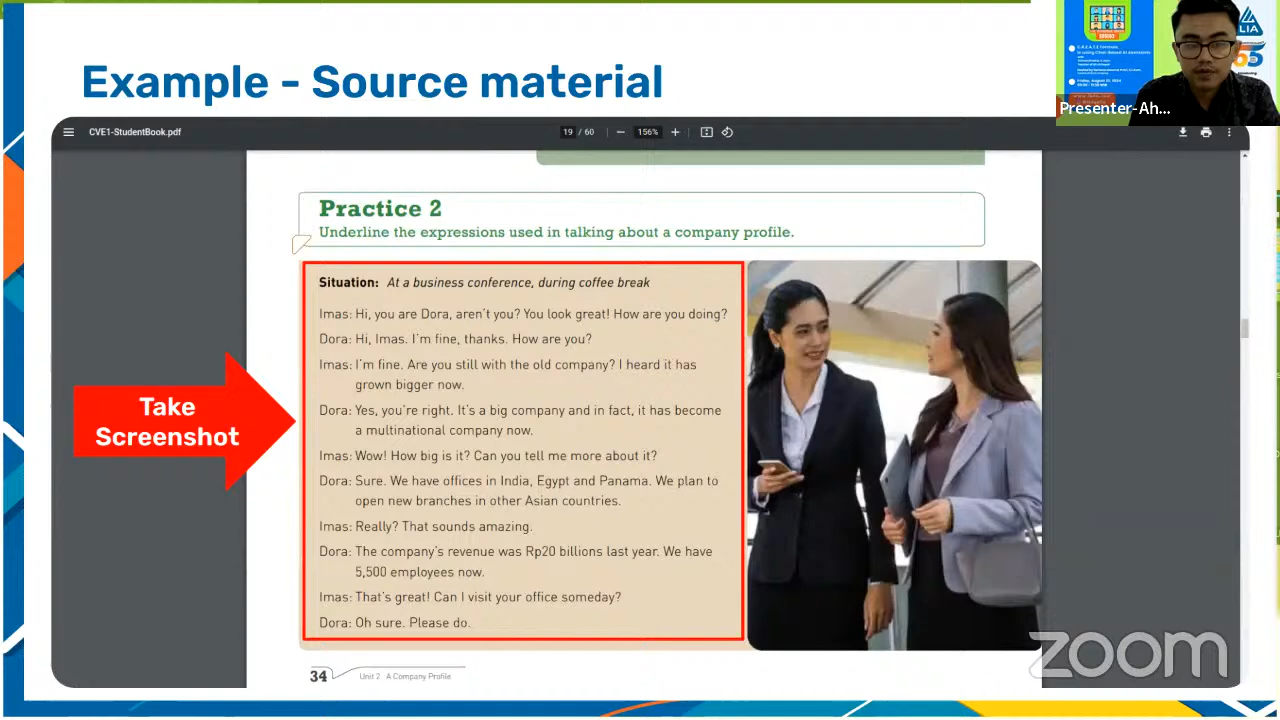 Example - Source material
Presenter-Ah...
CVE1-StudentBook.pdf
19 / 60
156%
Practice 2
Underline the expressions used in talking about a company profile.
Take
Screenshot
Situation: At a business conference, during coffee break
Imas: Hi, you are Dora, aren't you? You look great! How are you doing?
Dora: Hi, Imas. I'm fine, thanks. How are you?
Imas: I'm fine. Are you still with the old company? I heard it has
grown bigger now.
Dora: Yes, you're right. It's a big company and in fact, it has become
a multinational company now.
Imas: Wow! How big is it? Can you tell me more about it?
Dora: Sure. We have offices in India, Egypt and Panama. We plan to
open new branches in other Asian countries.
Imas: Really? That sounds amazing.
Dora: The company's revenue was Rp20 billions last year. We have
5,500 employees now.
Imas: That's great! Can I visit your office someday?
Dora: Oh sure. Please do.
34
Unit 2 A Company Profile
zoom